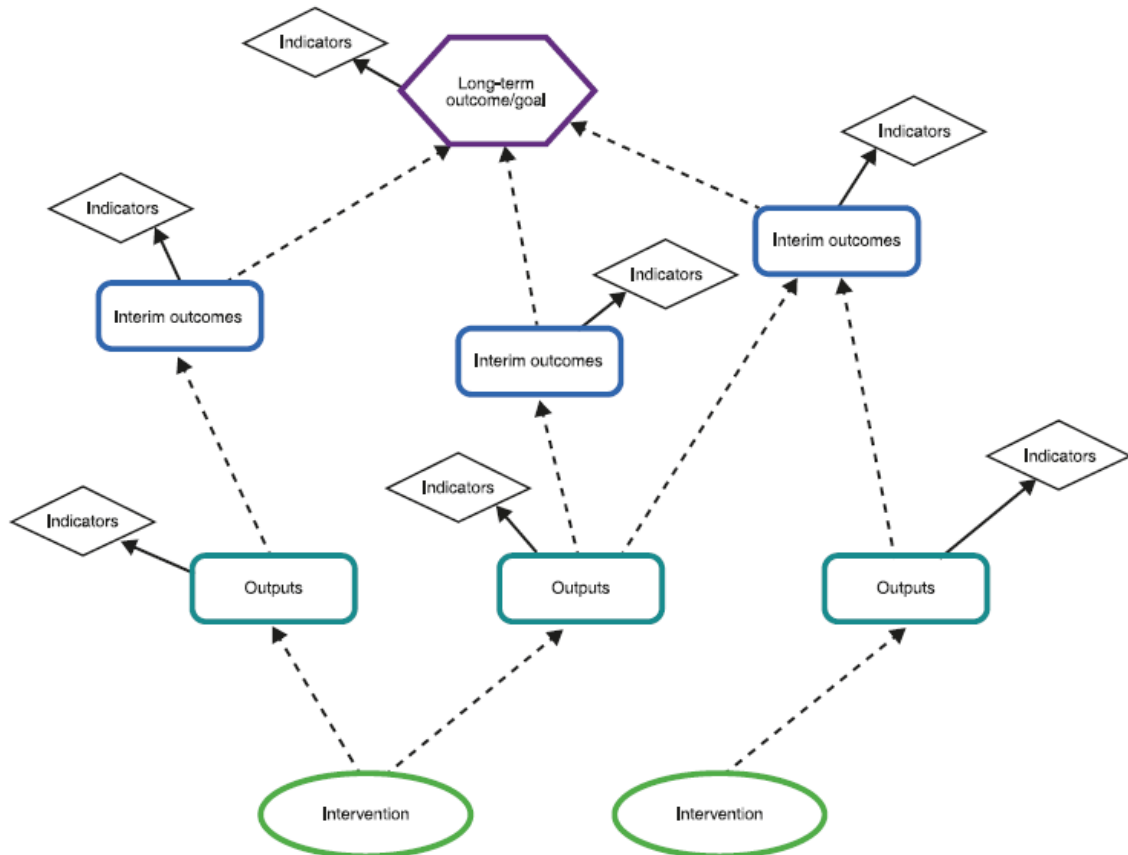 Indicators
Long-term
outcome/goal
Indicators
Indicators
Interim outcomes
Indicators
Interim outcomes
Interim outcomes
Indicators
Indicators
Indicators
Outputs
Outputs
Outputs
Intervention
Intervention